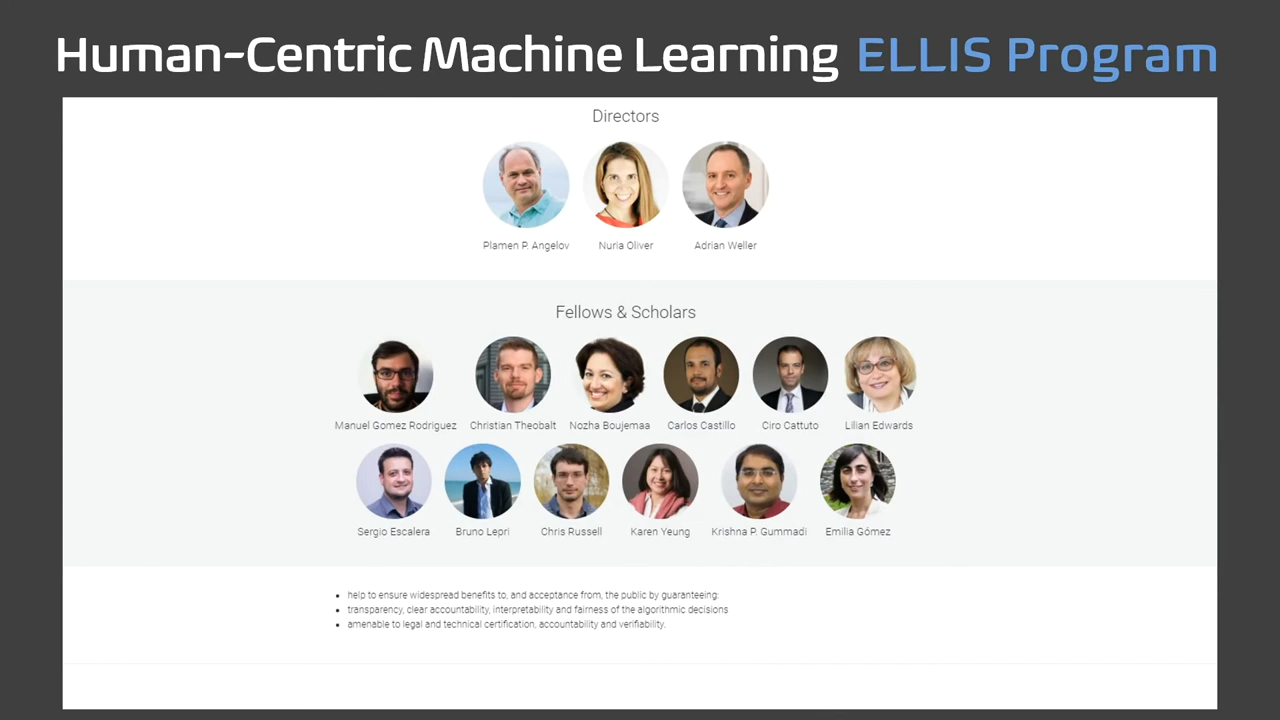 Human-Centric Machine Learning ELLIS Program
Directors
Plamen P. Angelov Nuria Oliver Adrian Weller
Fellows & Scholars
Manuel Gomez Rodriguez Christian Theobalt Nozha Boujemaa Carlos Castillo Ciro Cattuto Lilian Edwards
Sergio Escalera Bruno Lepri Chris Russell Karen Yeung Krishna P. Gummadi Emilia Gómez
• help to ensure widespread benefits to, and acceptance from, the public by guaranteeing:
• transparency, clear accountability, interpretability and fairness of the algorithmic decisions
• amenable to legal and technical certification, accountability and verifiability.